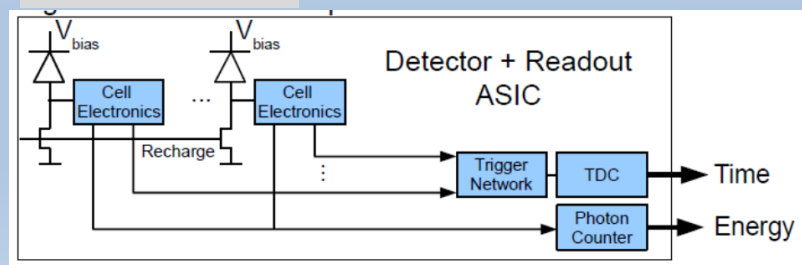 V bias
V bias
Cell Electronics
...
Cell Electronics
Detector + Readout
ASIC
Recharge
Trigger Network
TDC
Time
Photon Counter
Energy